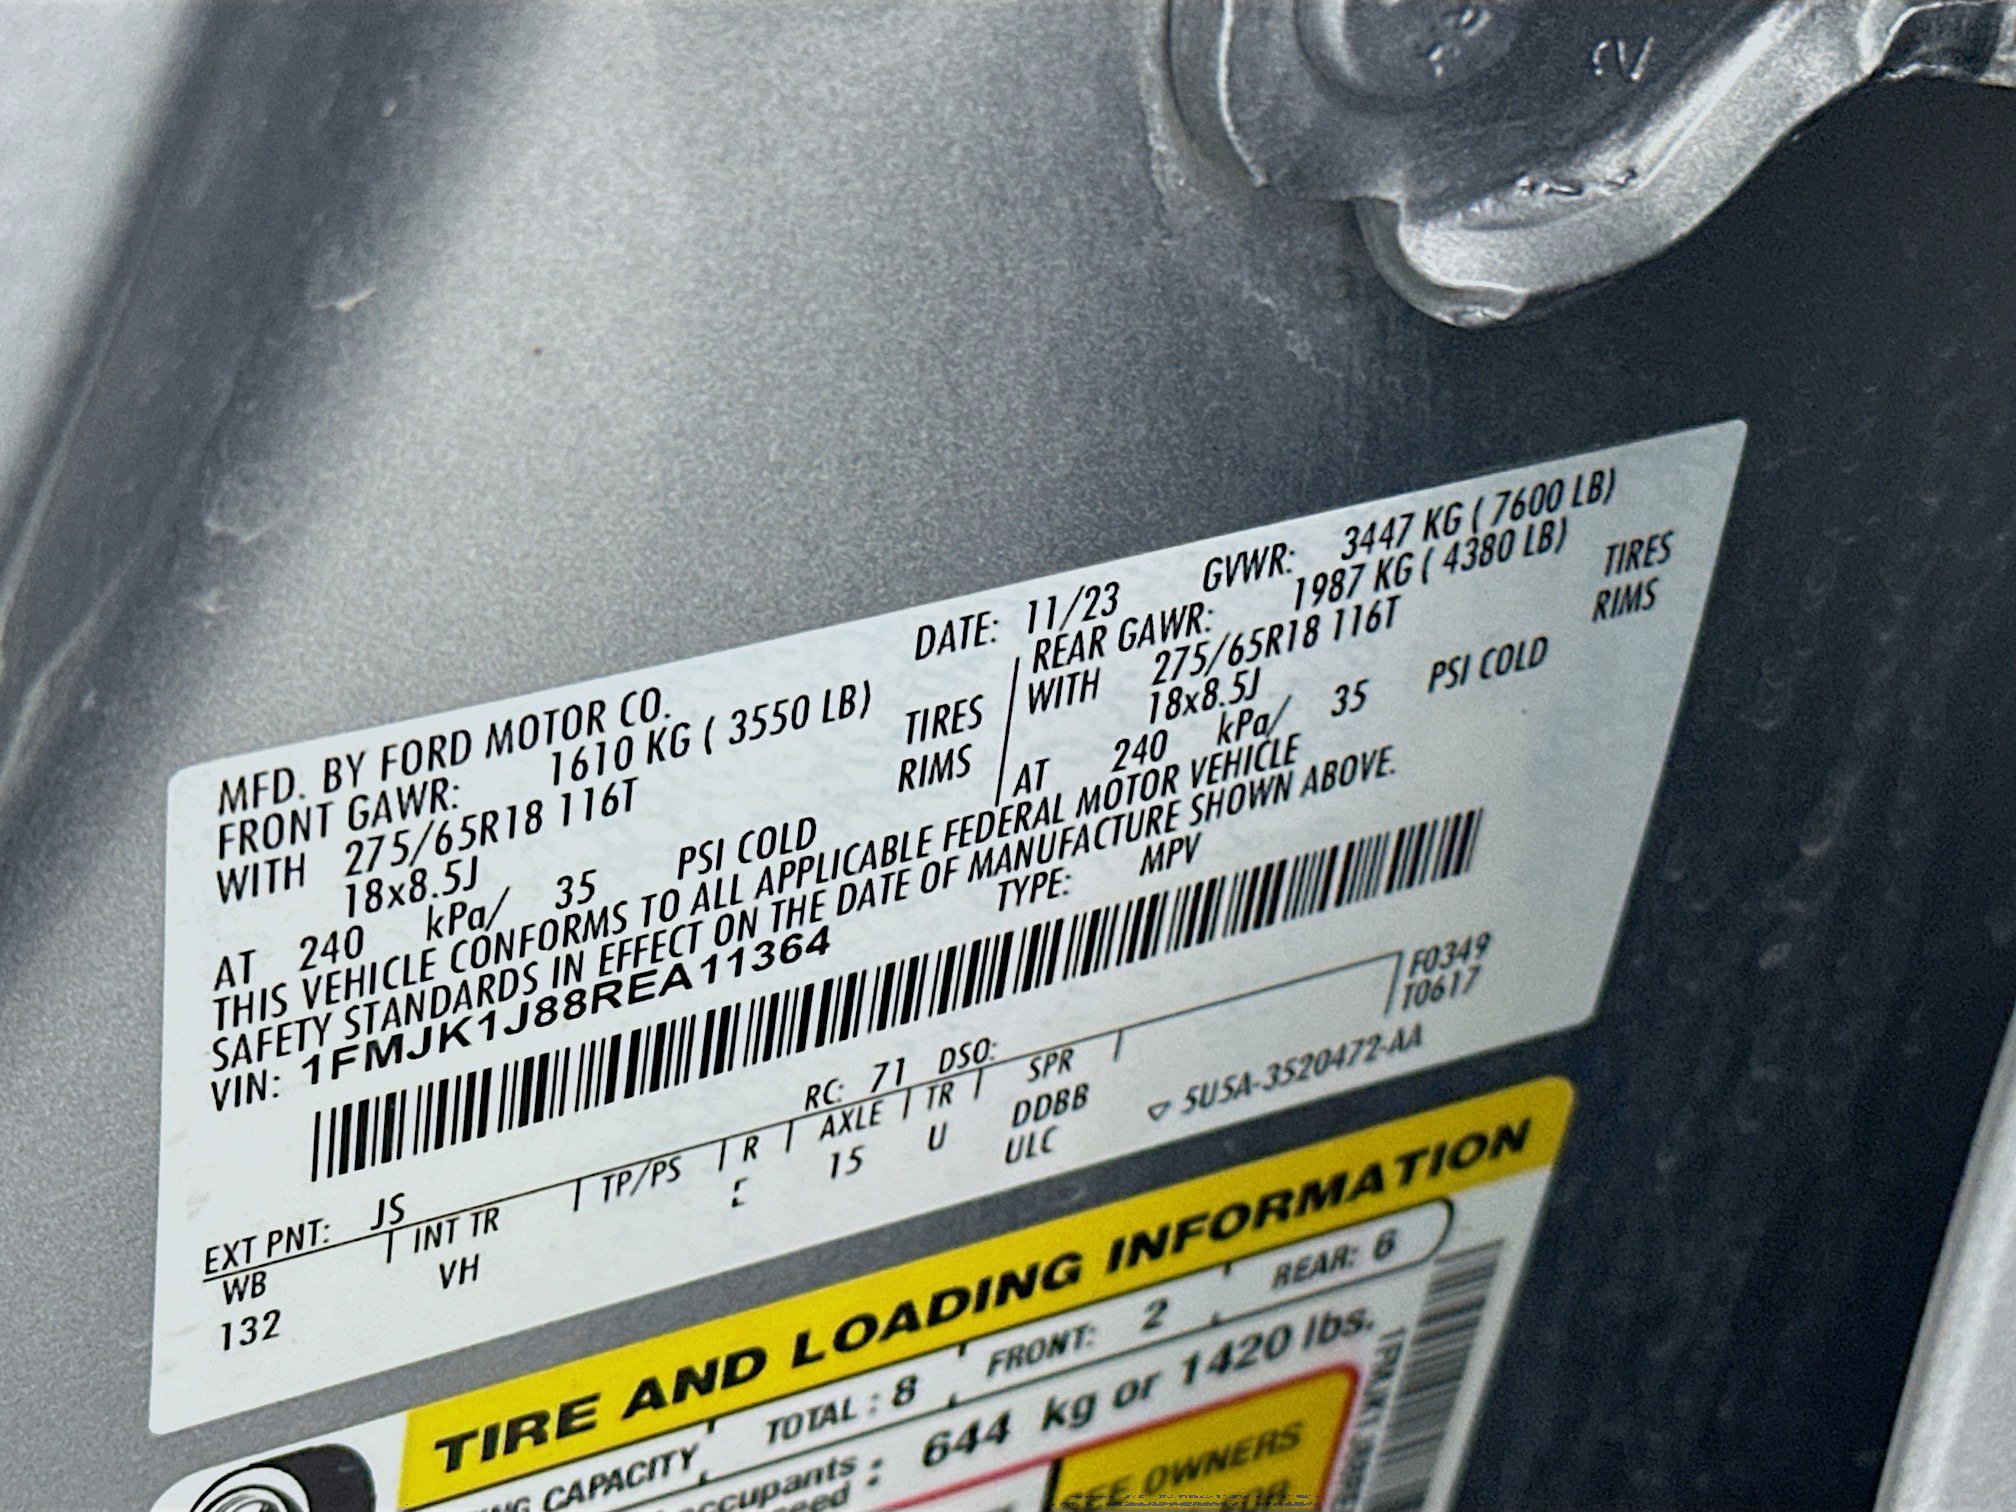 MFD. BY FORD MOTOR CO. DATE: 11/23 GVWR: 3447 KG ( 7600 LB)
FRONT GAWR: 1610 KG ( 3550 LB) REAR GAWR: 1987 KG ( 4380 LB)
WITH 275/65R18 116T TIRES WITH 275/65R18 116T TIRES
18x8.5J RIMS 18x8.5J RIMS
AT 240 kPa/ 35 PSI COLD AT 240 kPa/ 35 PSI COLD
THIS VEHICLE CONFORMS TO ALL APPLICABLE FEDERAL MOTOR VEHICLE
SAFETY STANDARDS IN EFFECT ON THE DATE OF MANUFACTURE SHOWN ABOVE.
VIN: 1FMJK1J88REA11364 TYPE: MPV
F0349
T0617
EXT PNT: JS RC: 71 DSO:
WB INT TR TP/PS R AXLE TR SPR
132 VH 15 U DDBB
ULC
5U5A-3520472-AA
TIRE AND LOADING INFORMATION
CAPACITY TOTAL : 8 FRONT: 2 REAR: 6
occupants : 644 kg or 1420 lbs.
OWNERS